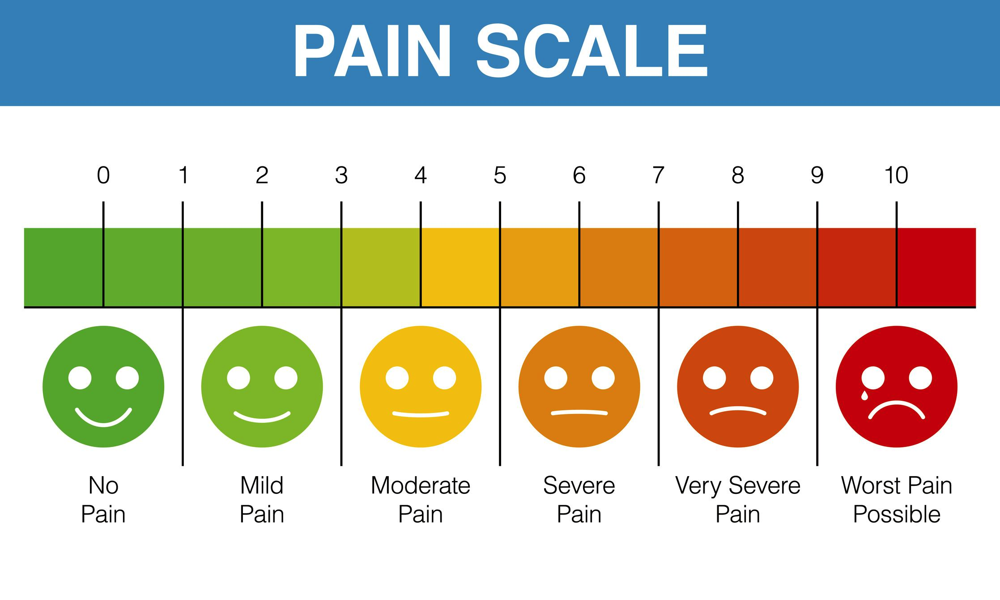 PAIN SCALE
0 1 2 3 4 5 6 7 8 9 10
No Pain
Mild Pain
Moderate Pain
Severe Pain
Very Severe Pain
Worst Pain Possible